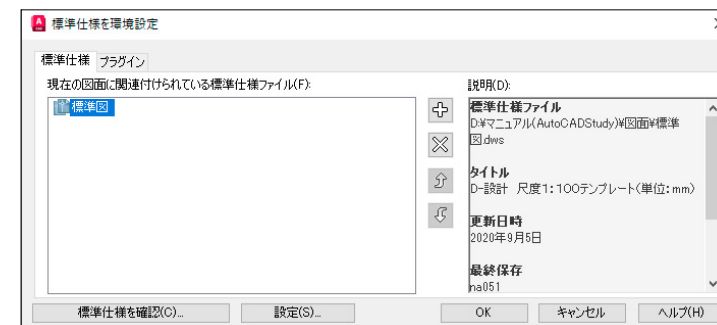 標準仕様を環境設定
標準仕様 プラグイン
現在の図面に関連付けられている標準仕様ファイル(F):
標準図
説明(D):
標準仕様ファイル
D:¥マニュアル(AutoCADStudy)¥図面¥標準
図.dws
タイトル
D-設計 尺度1:100テンプレート(単位:mm)
更新日時
2020年9月5日
最終保存
na051
標準仕様を確認(C)... 設定(S)... OK キャンセル ヘルプ(H)